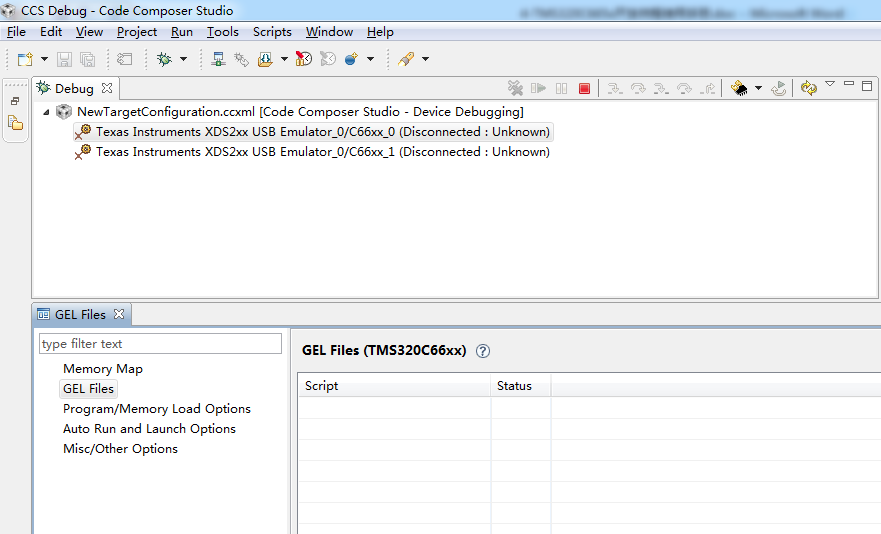 CCS Debug - Code Composer Studio
File Edit View Project Run Tools Scripts Window Help
Debug
NewTargetConfiguration.ccxml [Code Composer Studio - Device Debugging]
Texas Instruments XDS2xx USB Emulator_0/C66xx_0 (Disconnected : Unknown)
Texas Instruments XDS2xx USB Emulator_0/C66xx_1 (Disconnected : Unknown)
GEL Files
type filter text
Memory Map
GEL Files
Program/Memory Load Options
Auto Run and Launch Options
Misc/Other Options
GEL Files (TMS320C66xx)
Script Status